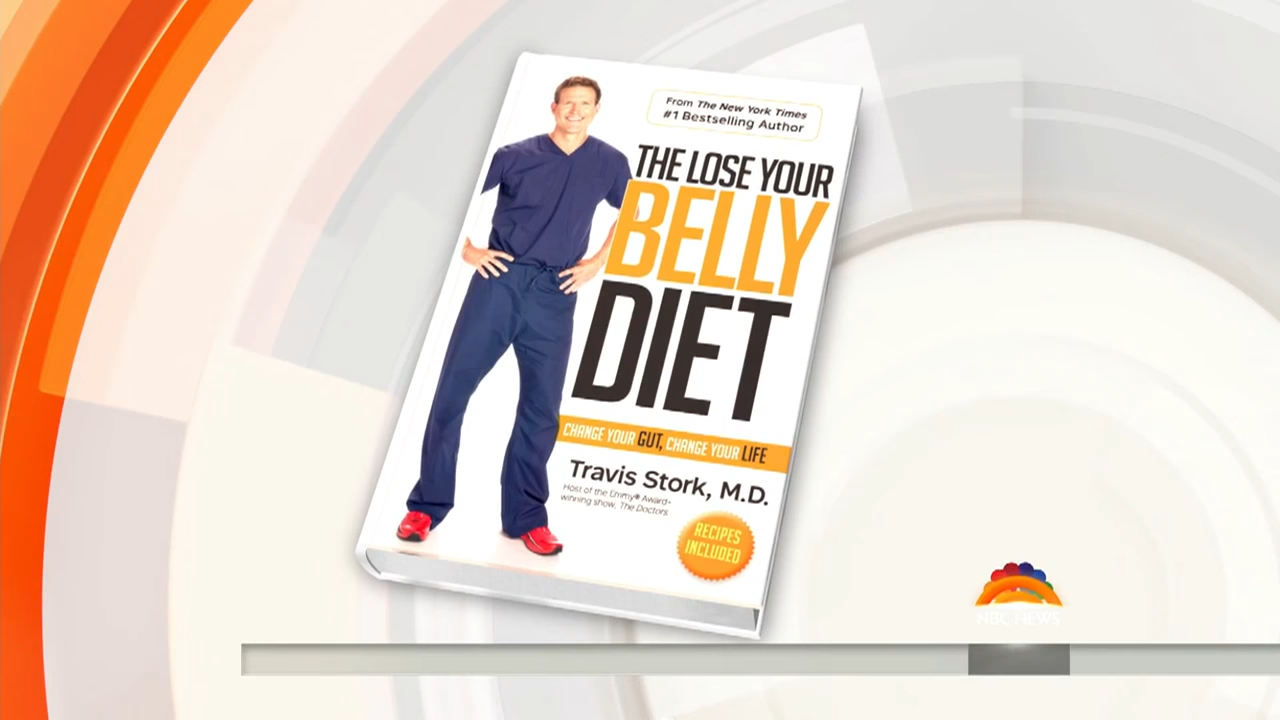 From The New York Times
#1 Bestselling Author
THE LOSE YOUR
BELLY
DIET
CHANGE YOUR GUT, CHANGE YOUR LIFE
Travis Stork, M.D.
Host of the Emmy® Award-
winning show, The Doctors
RECIPES
INCLUDED
NBC NEWS